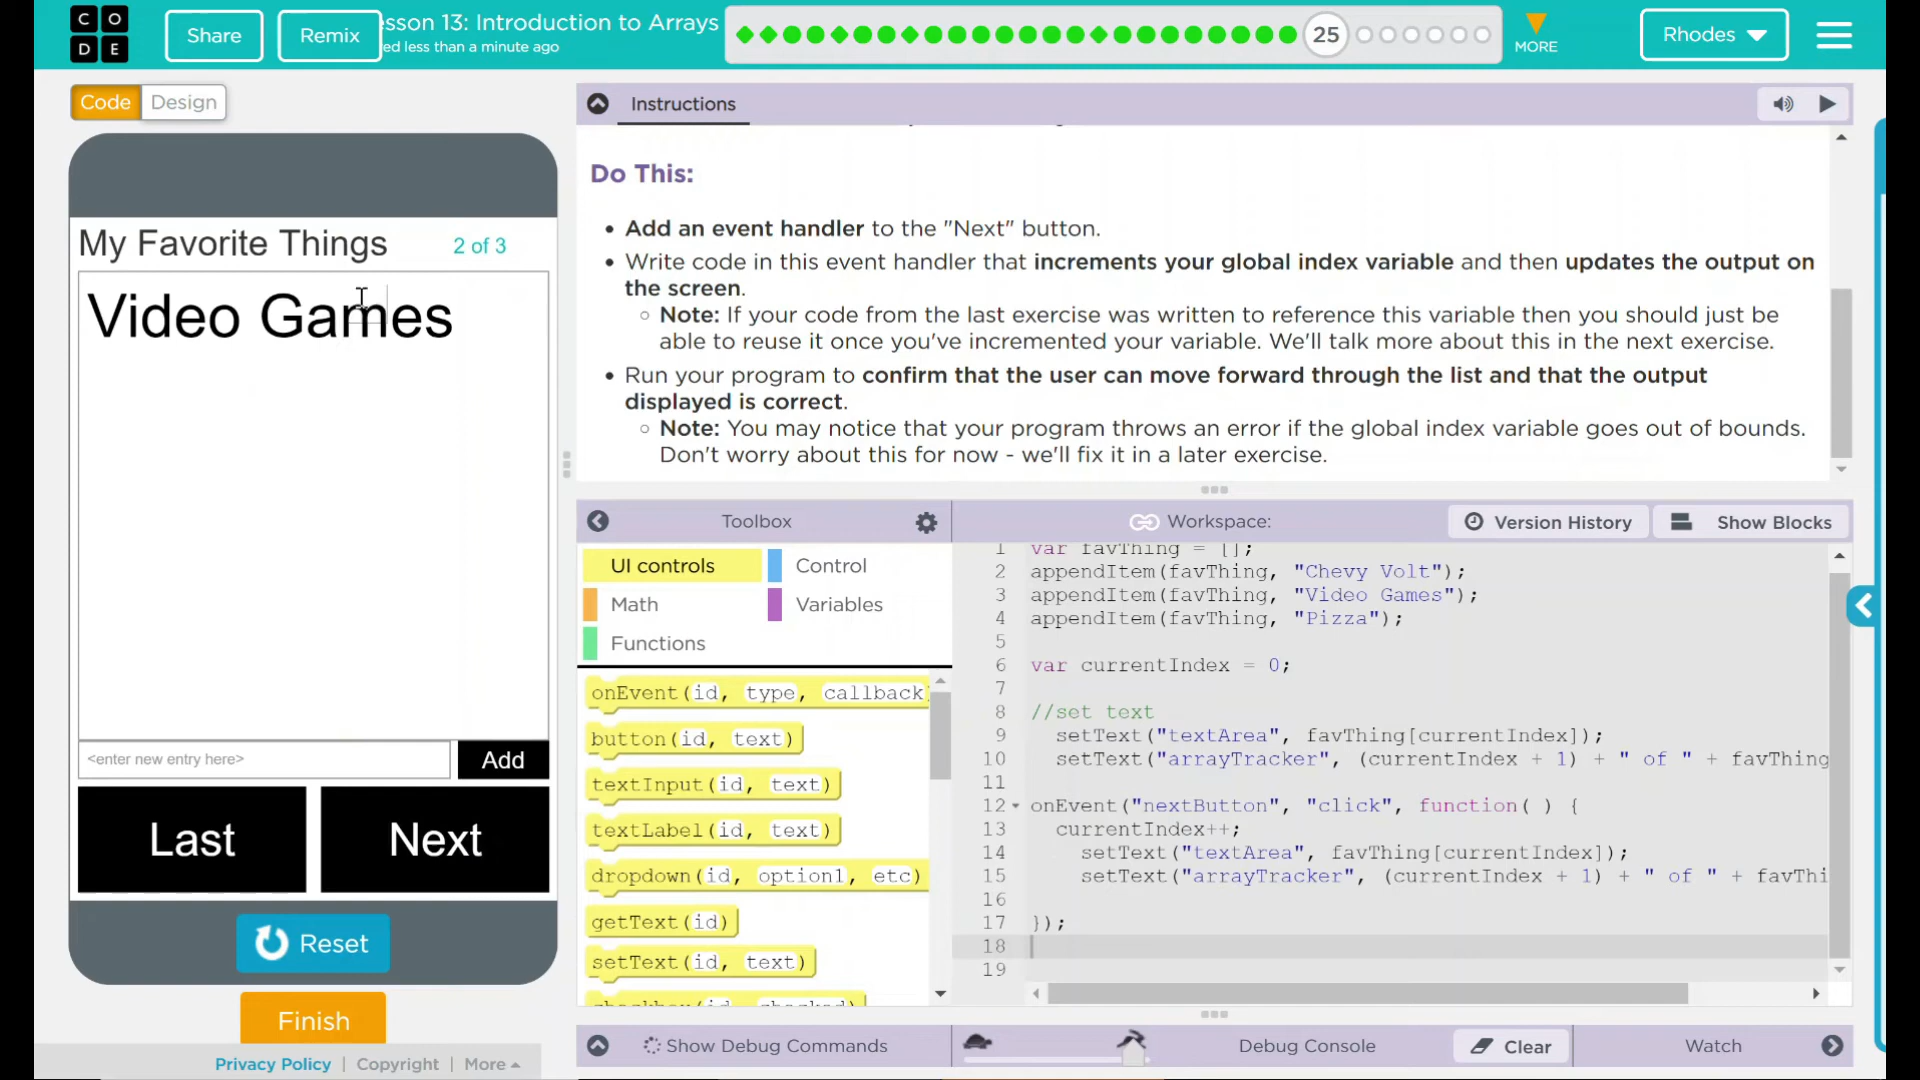 CODE
Share
Remix
esson 13: Introduction to Arrays
ed less than a minute ago
25
MORE
Rhodes
Code
Design
My Favorite Things
2 of 3
Video Games
<enter new entry here>
Add
Last
Next
Reset
Finish
Privacy Policy | Copyright | More
Instructions
Do This:
Add an event handler to the "Next" button.
Write code in this event handler that increments your global index variable and then updates the output on
the screen.
Note: If your code from the last exercise was written to reference this variable then you should just be
able to reuse it once you've incremented your variable. We'll talk more about this in the next exercise.
Run your program to confirm that the user can move forward through the list and that the output
displayed is correct.
Note: You may notice that your program throws an error if the global index variable goes out of bounds.
Don't worry about this for now - we'll fix it in a later exercise.
Toolbox
UI controls
Control
Math
Variables
Functions
onEvent(id, type, callback)
button(id, text)
textInput(id, text)
textLabel(id, text)
dropdown(id, option1, etc)
getText(id)
setText(id, text)
checkbox(id, checked)
Workspace:
Version History
Show Blocks
1 var favThing = [];
2 appendItem(favThing, "Chevy Volt");
3 appendItem(favThing, "Video Games");
4 appendItem(favThing, "Pizza");
5
6 var currentIndex = 0;
7
8 //set text
9 setText("textArea", favThing[currentIndex]);
10 setText("arrayTracker", (currentIndex + 1) + " of " + favThing
11
12 onEvent("nextButton", "click", function( ) {
13 currentIndex++;
14 setText("textArea", favThing[currentIndex]);
15 setText("arrayTracker", (currentIndex + 1) + " of " + favThi
16
17 });
18
19
Show Debug Commands
Debug Console
Clear
Watch